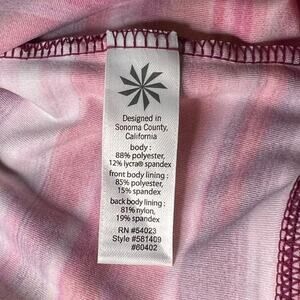 Designed in
Sonoma County,
California
body :
88% polyester,
12% lycra® spandex
front body lining :
85% polyester,
15% spandex
back body lining :
81% nylon,
19% spandex
RN #54023
Style #581409
#60402